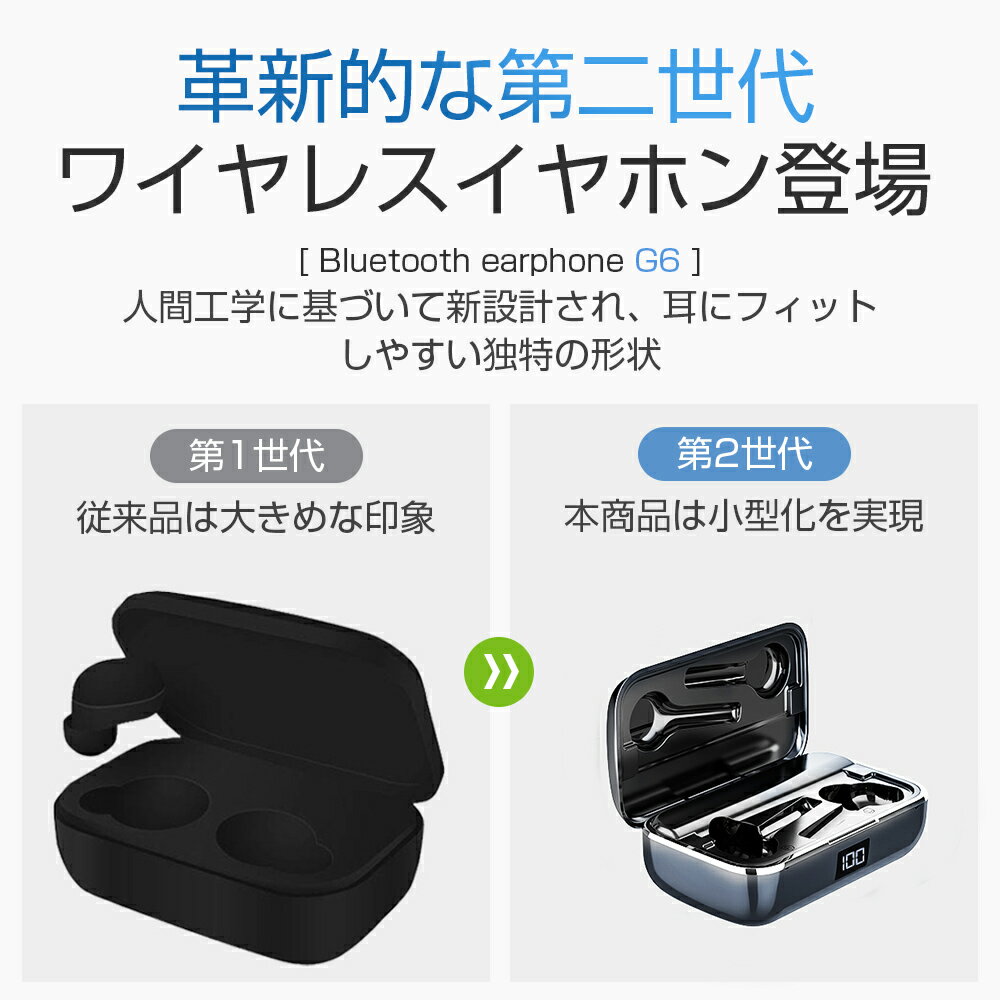 革新的な第二世代
ワイヤレスイヤホン登場
[ Bluetooth earphone G6 ]
人間工学に基づいて新設計され、耳にフィット
しやすい独特の形状
第1世代
従来品は大きめな印象
第2世代
本商品は小型化を実現
100